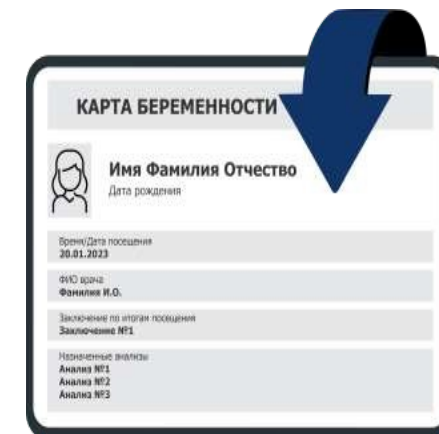 КАРТА БЕРЕМЕННОСТИ
Имя Фамилия Отчество
Дата рождения
Время/Дата посещения
20.01.2023
ФИО врача
Фамилия И.О.
Заключение по итогам посещения
Заключение №1
Назначенные анализы
Анализ №1
Анализ №2
Анализ №3